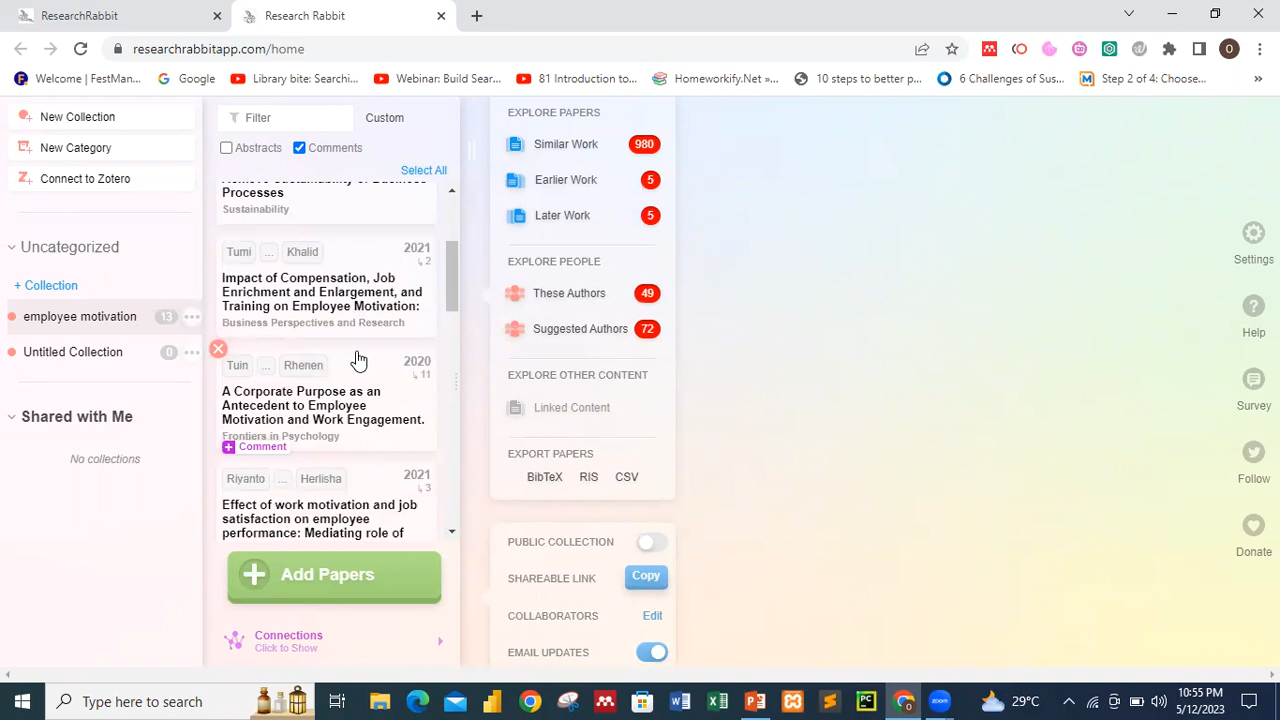 ResearchRabbit
Research Rabbit
researchrabbitapp.com/home
Welcome | FestMan...
Google
Library bite: Searchi...
Webinar: Build Sear...
81 Introduction to...
Homeworkify.Net »...
10 steps to better p...
6 Challenges of Sus...
Step 2 of 4: Choose...
New Collection
New Category
Connect to Zotero
Uncategorized
+ Collection
employee motivation 13
Untitled Collection 0
Shared with Me
No collections
Filter
Custom
Abstracts
Comments
Select All
Achieve Sustainability of Business
Processes
Sustainability
Tumi ... Khalid
2021
2
Impact of Compensation, Job
Enrichment and Enlargement, and
Training on Employee Motivation:
Business Perspectives and Research
Tuin ... Rhenen
2020
11
A Corporate Purpose as an
Antecedent to Employee
Motivation and Work Engagement.
Frontiers in Psychology
Comment
Riyanto ... Herlisha
2021
3
Effect of work motivation and job
satisfaction on employee
performance: Mediating role of
Add Papers
Connections
Click to Show
EXPLORE PAPERS
Similar Work 980
Earlier Work 5
Later Work 5
EXPLORE PEOPLE
These Authors 49
Suggested Authors 72
EXPLORE OTHER CONTENT
Linked Content
EXPORT PAPERS
BibTeX RIS CSV
PUBLIC COLLECTION
SHAREABLE LINK Copy
COLLABORATORS Edit
EMAIL UPDATES
Settings
Help
Survey
Follow
Donate
Type here to search
29°C
10:55 PM
5/12/2023